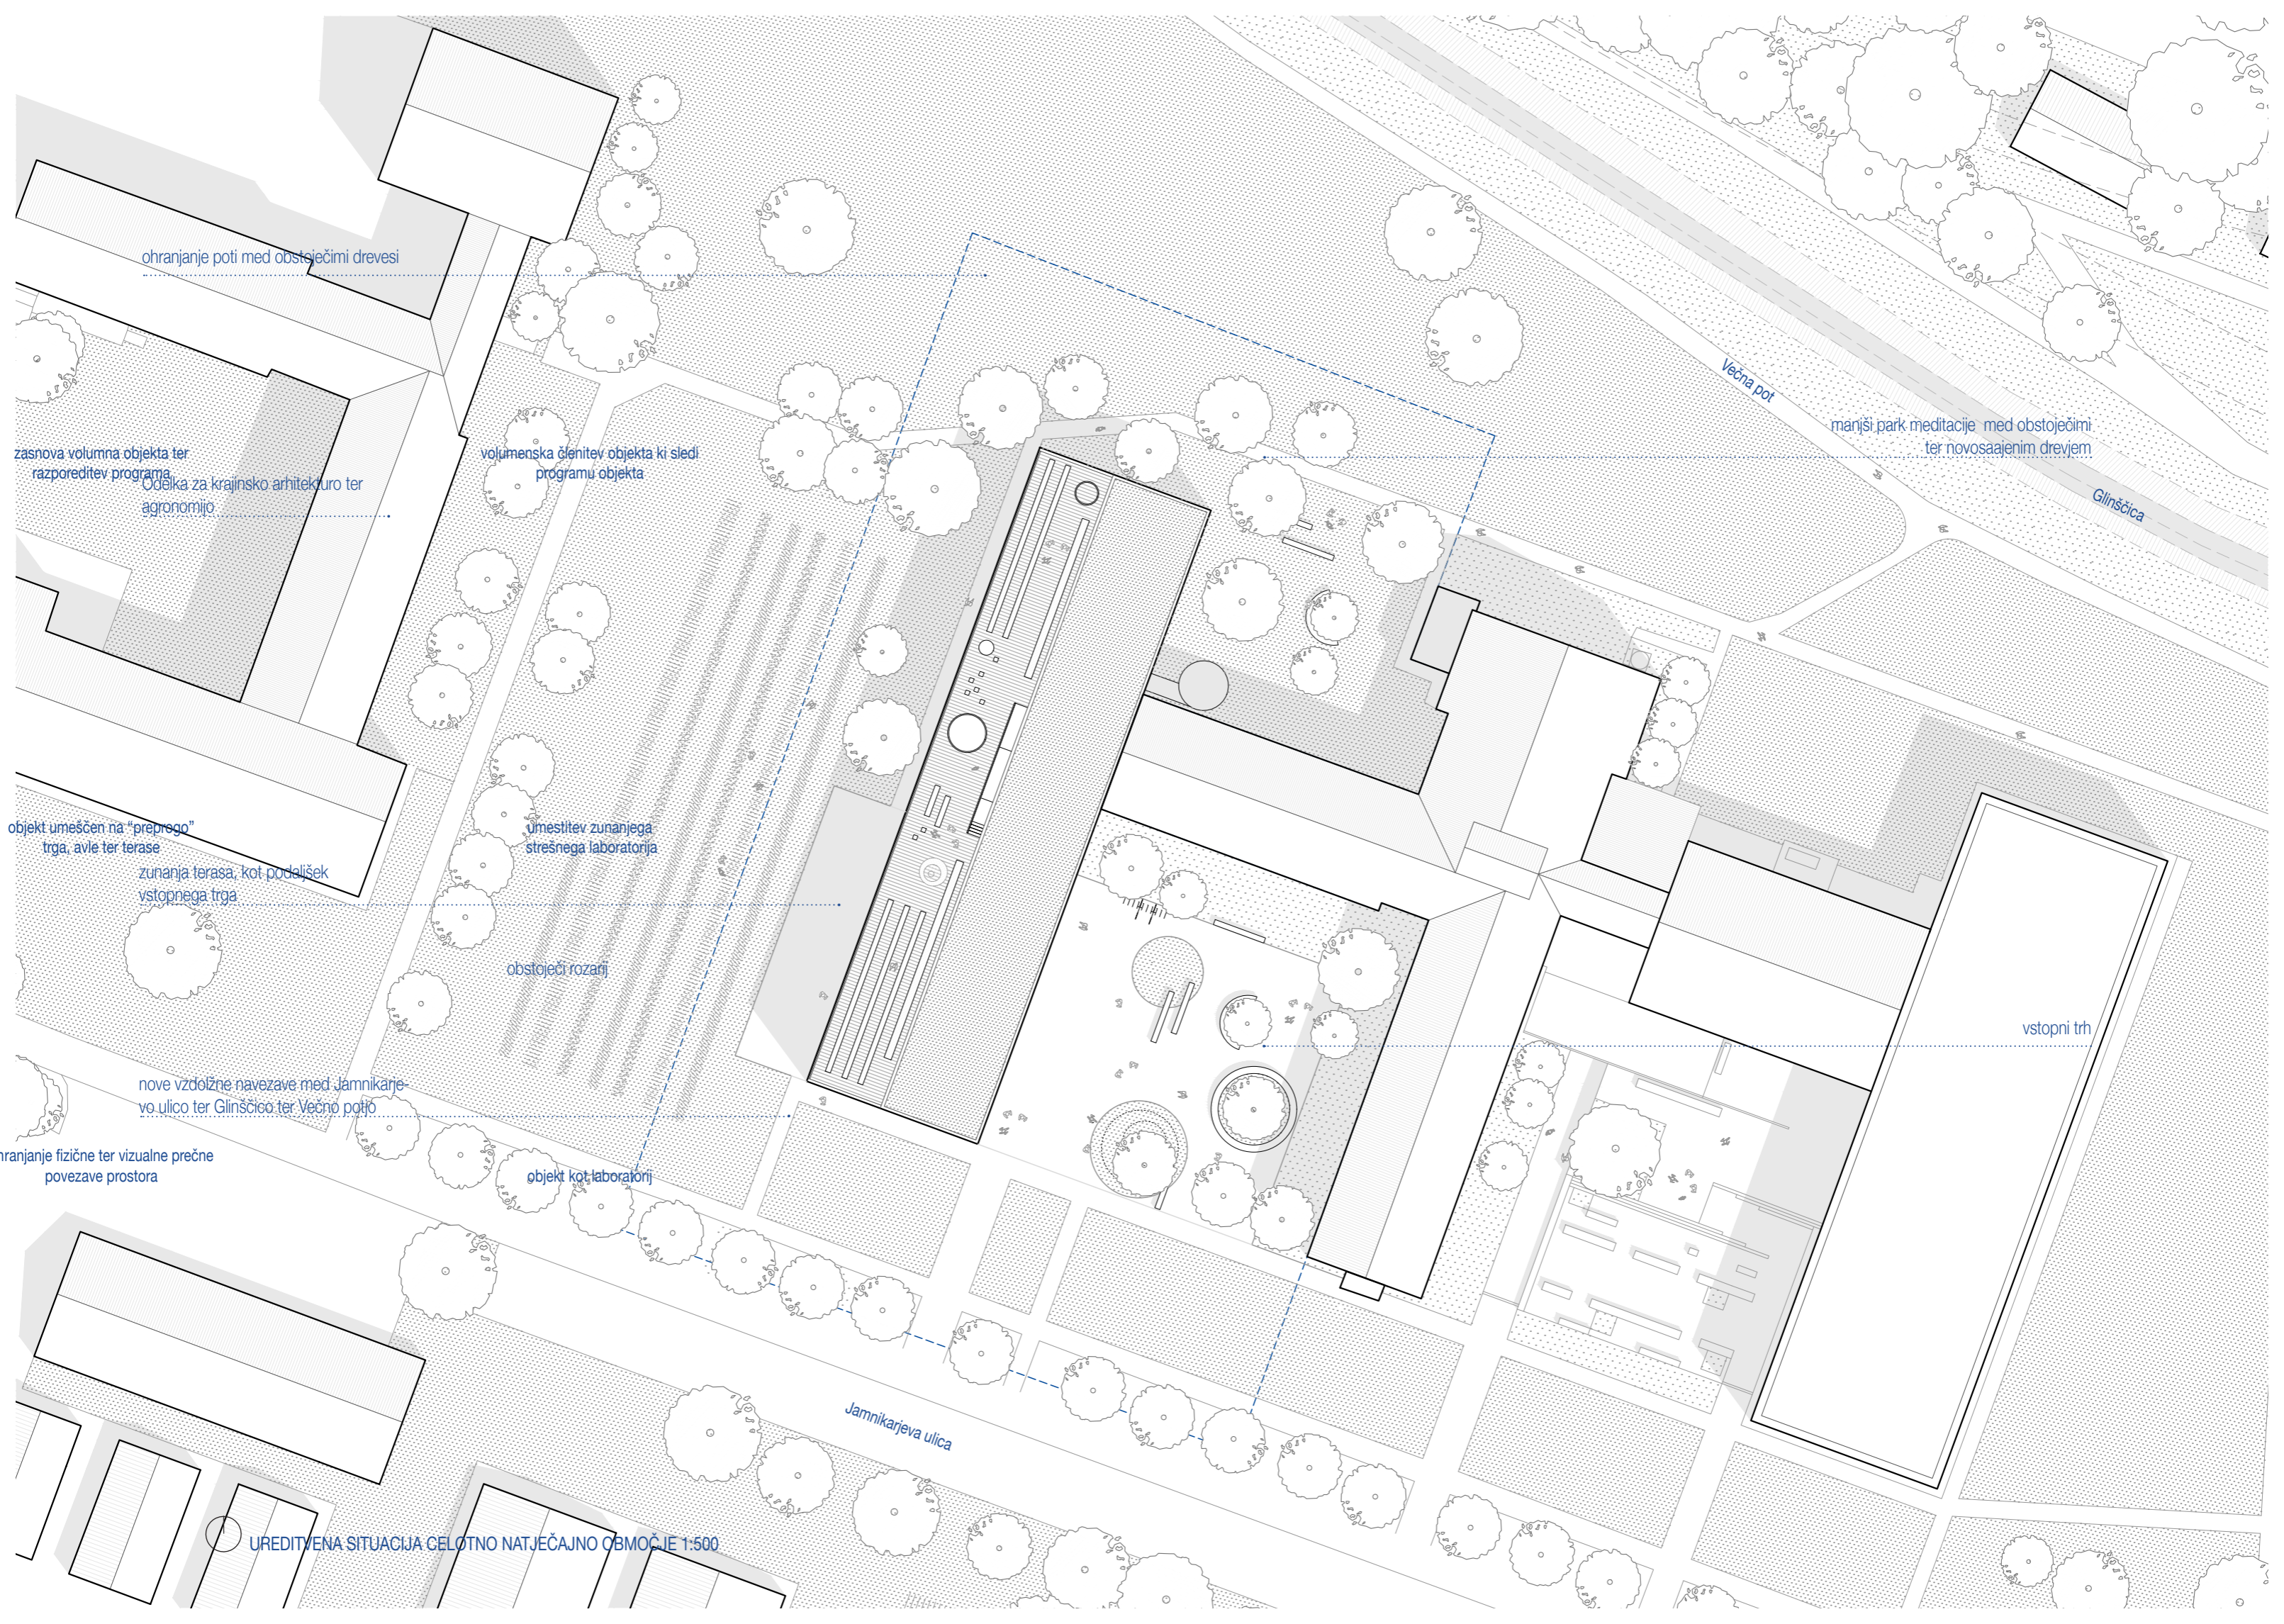 ohranjanje poti med obstoječimi drevesi
Večna pot
manjši park meditacije med obstoječimi
ter novosaajenim drevjem
zasnova volumna objekta ter
razporeditev programa
volumenska členitev objekta ki sledi
programu objekta
Odelka za krajinsko arhitekturo ter
agronomijo
Glinščica
objekt umeščen na “preprogo”
trga, avle ter terase
umestitev zunanjega
strešnega laboratorija
zunanja terasa, kot podaljšek
vstopnega trga
obstoječi rozarij
vstopni trh
nove vzdolžne navezave med Jamnikarje-
vo ulico ter Glinščico ter Večno potjo
hranjanje fizične ter vizualne prečne
povezave prostora
objekt kot laboratorij
Jamnikarjeva ulica
UREDITVENA SITUACIJA CELOTNO NATJEČAJNO OBMOČJE 1:500